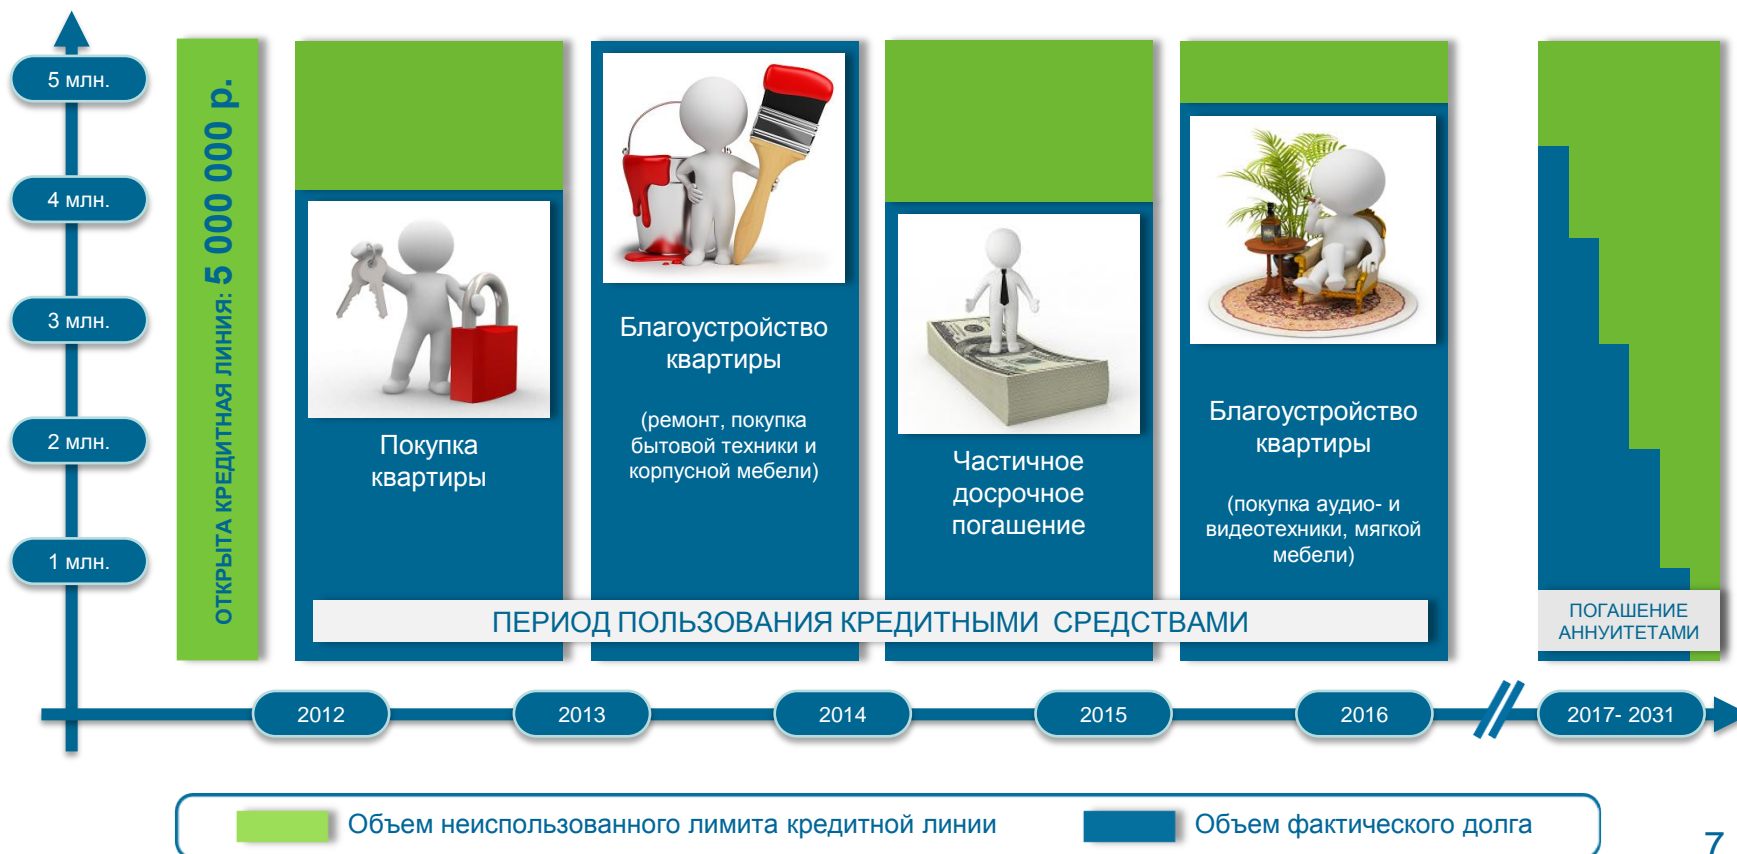 5 млн.
4 млн.
3 млн.
2 млн.
1 млн.
ОТКРЫТА КРЕДИТНАЯ ЛИНИЯ: 5 000 000 р.
Покупка
квартиры
Благоустройство
квартиры
(ремонт, покупка
бытовой техники и
корпусной мебели)
Частичное
досрочное
погашение
Благоустройство
квартиры
(покупка аудио- и
видеотехники, мягкой
мебели)
ПЕРИОД ПОЛЬЗОВАНИЯ КРЕДИТНЫМИ СРЕДСТВАМИ
ПОГАШЕНИЕ
АННУИТЕТАМИ
2012
2013
2014
2015
2016
2017- 2031
Объем неиспользованного лимита кредитной линии
Объем фактического долга
7